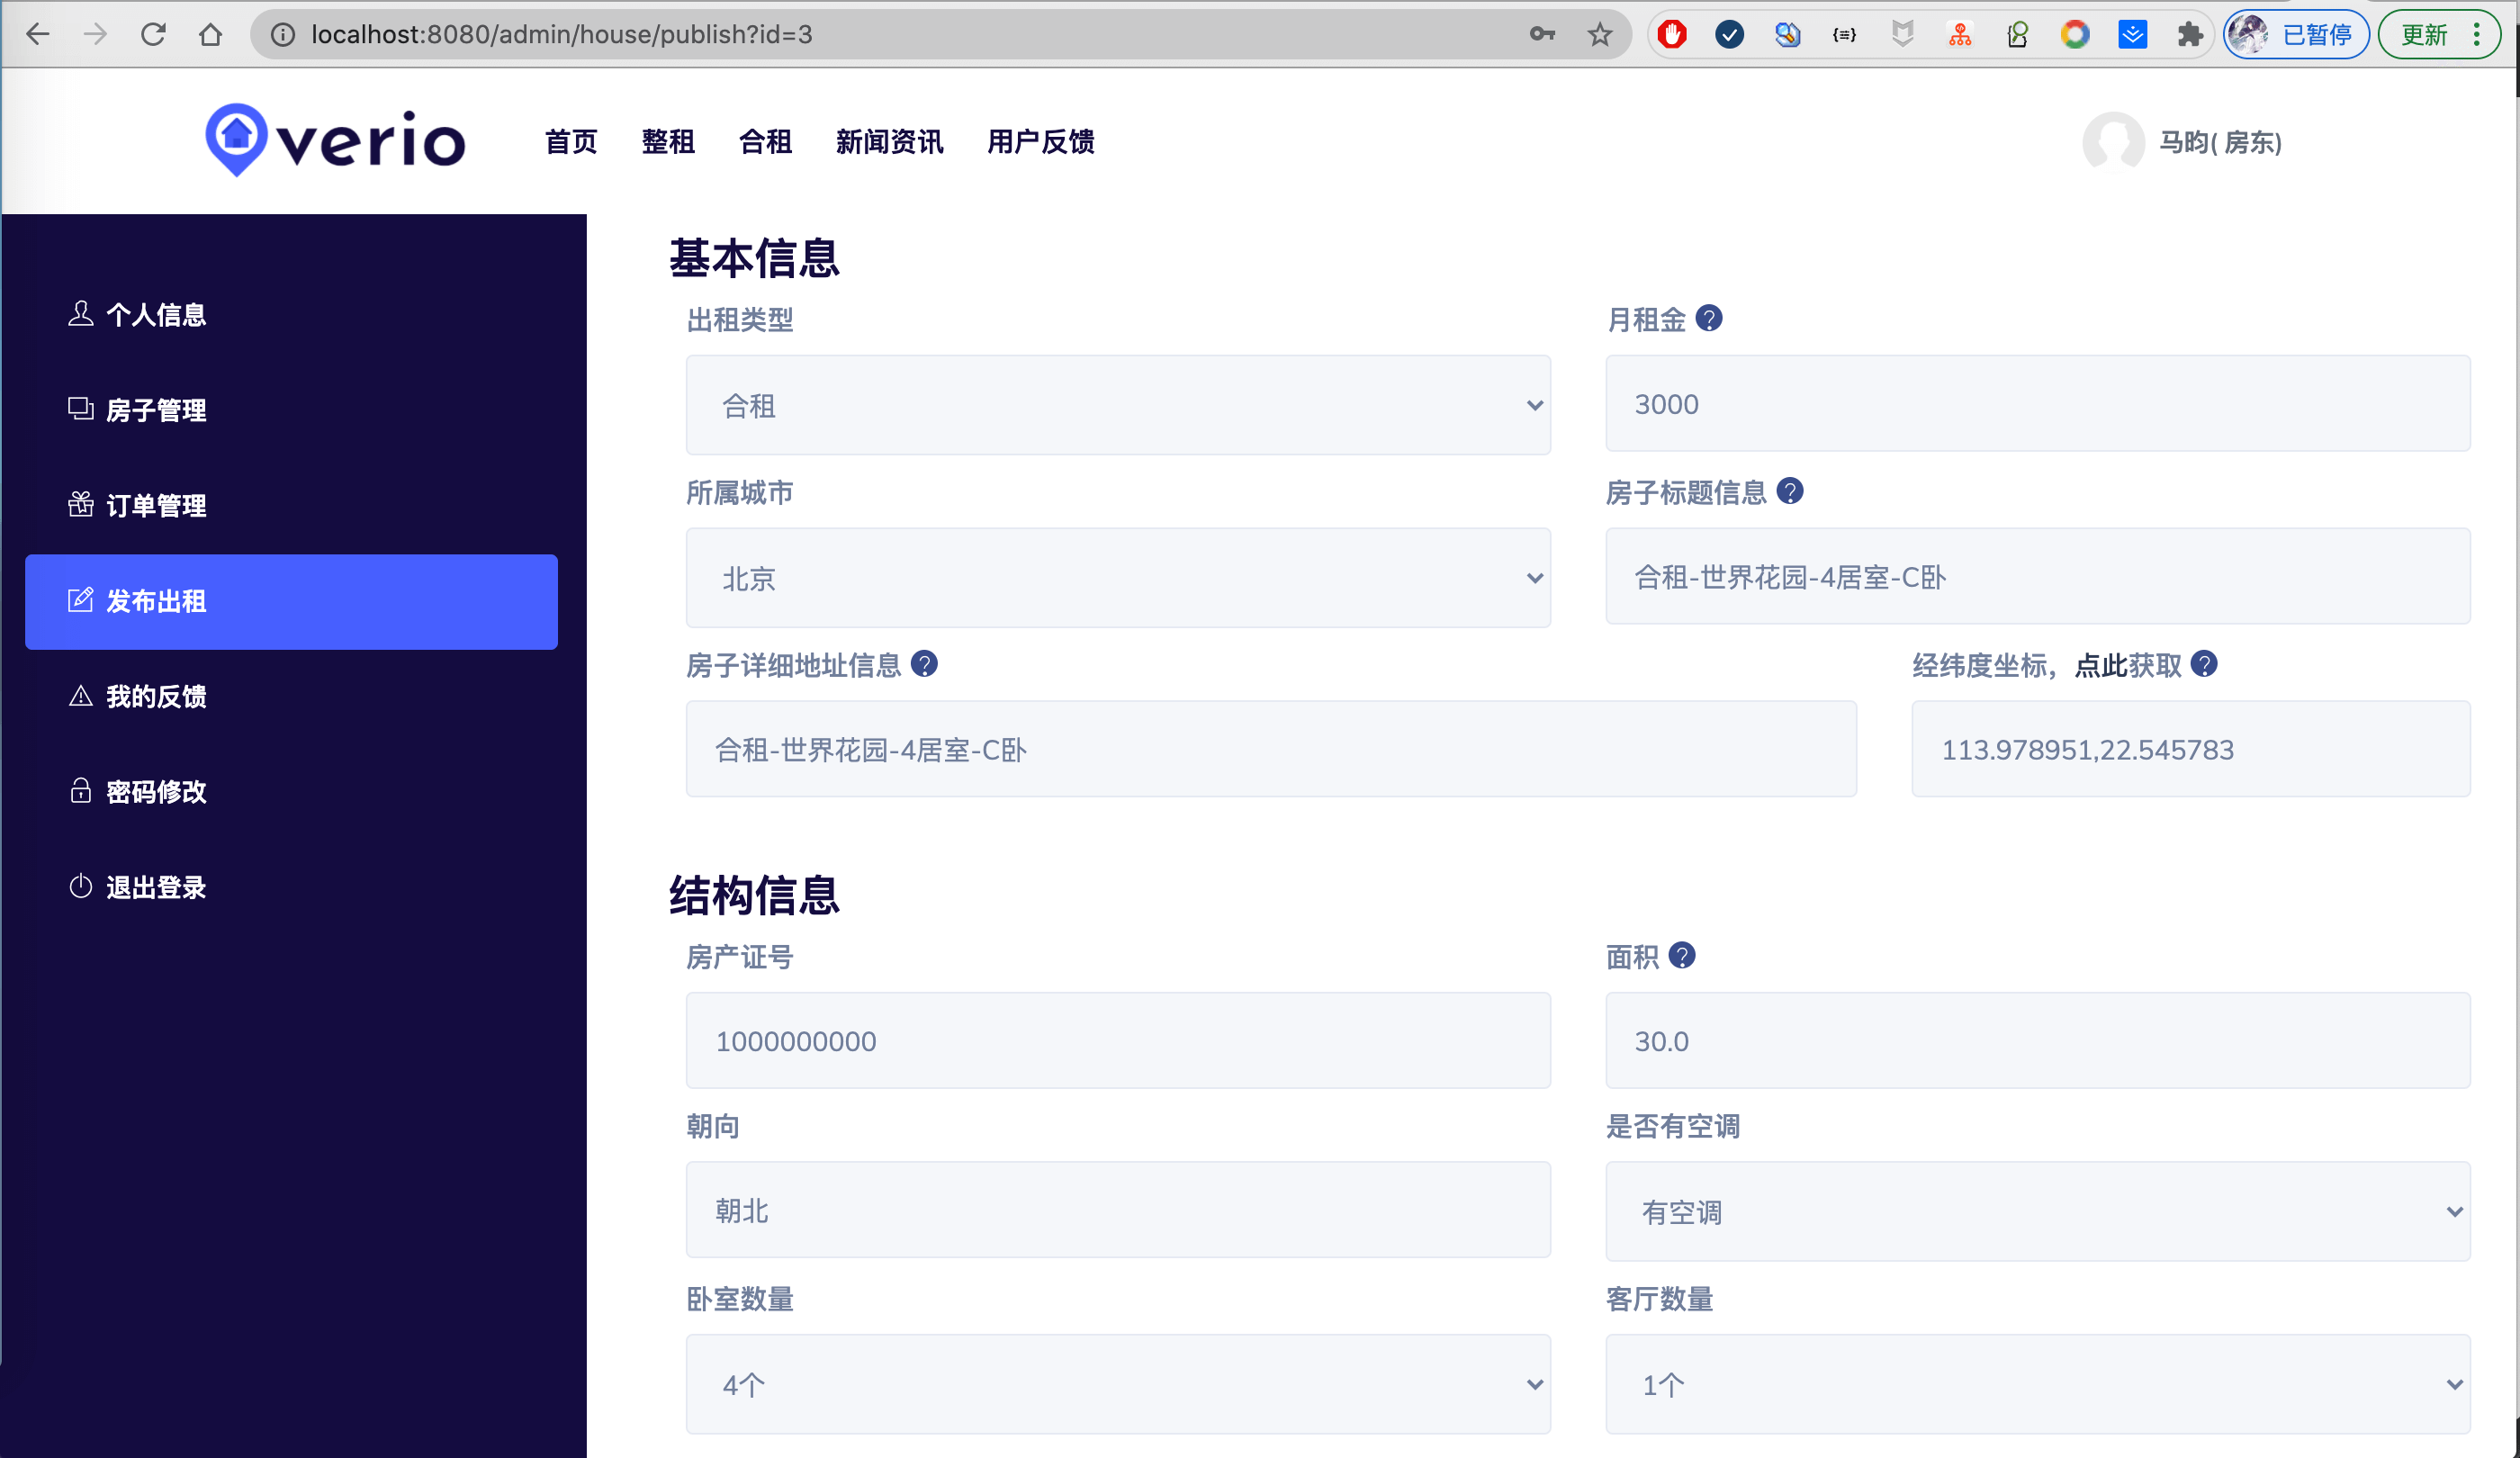 localhost:8080/admin/house/publish?id=3
已暂停
更新
verio
首页 整租 合租 新闻资讯 用户反馈
马昀( 房东)
个人信息
房子管理
订单管理
发布出租
我的反馈
密码修改
退出登录
基本信息
出租类型
月租金
合租
3000
所属城市
房子标题信息
北京
合租-世界花园-4居室-C卧
房子详细地址信息
经纬度坐标，点此获取
合租-世界花园-4居室-C卧
113.978951,22.545783
结构信息
房产证号
面积
1000000000
30.0
朝向
是否有空调
朝北
有空调
卧室数量
客厅数量
4个
1个